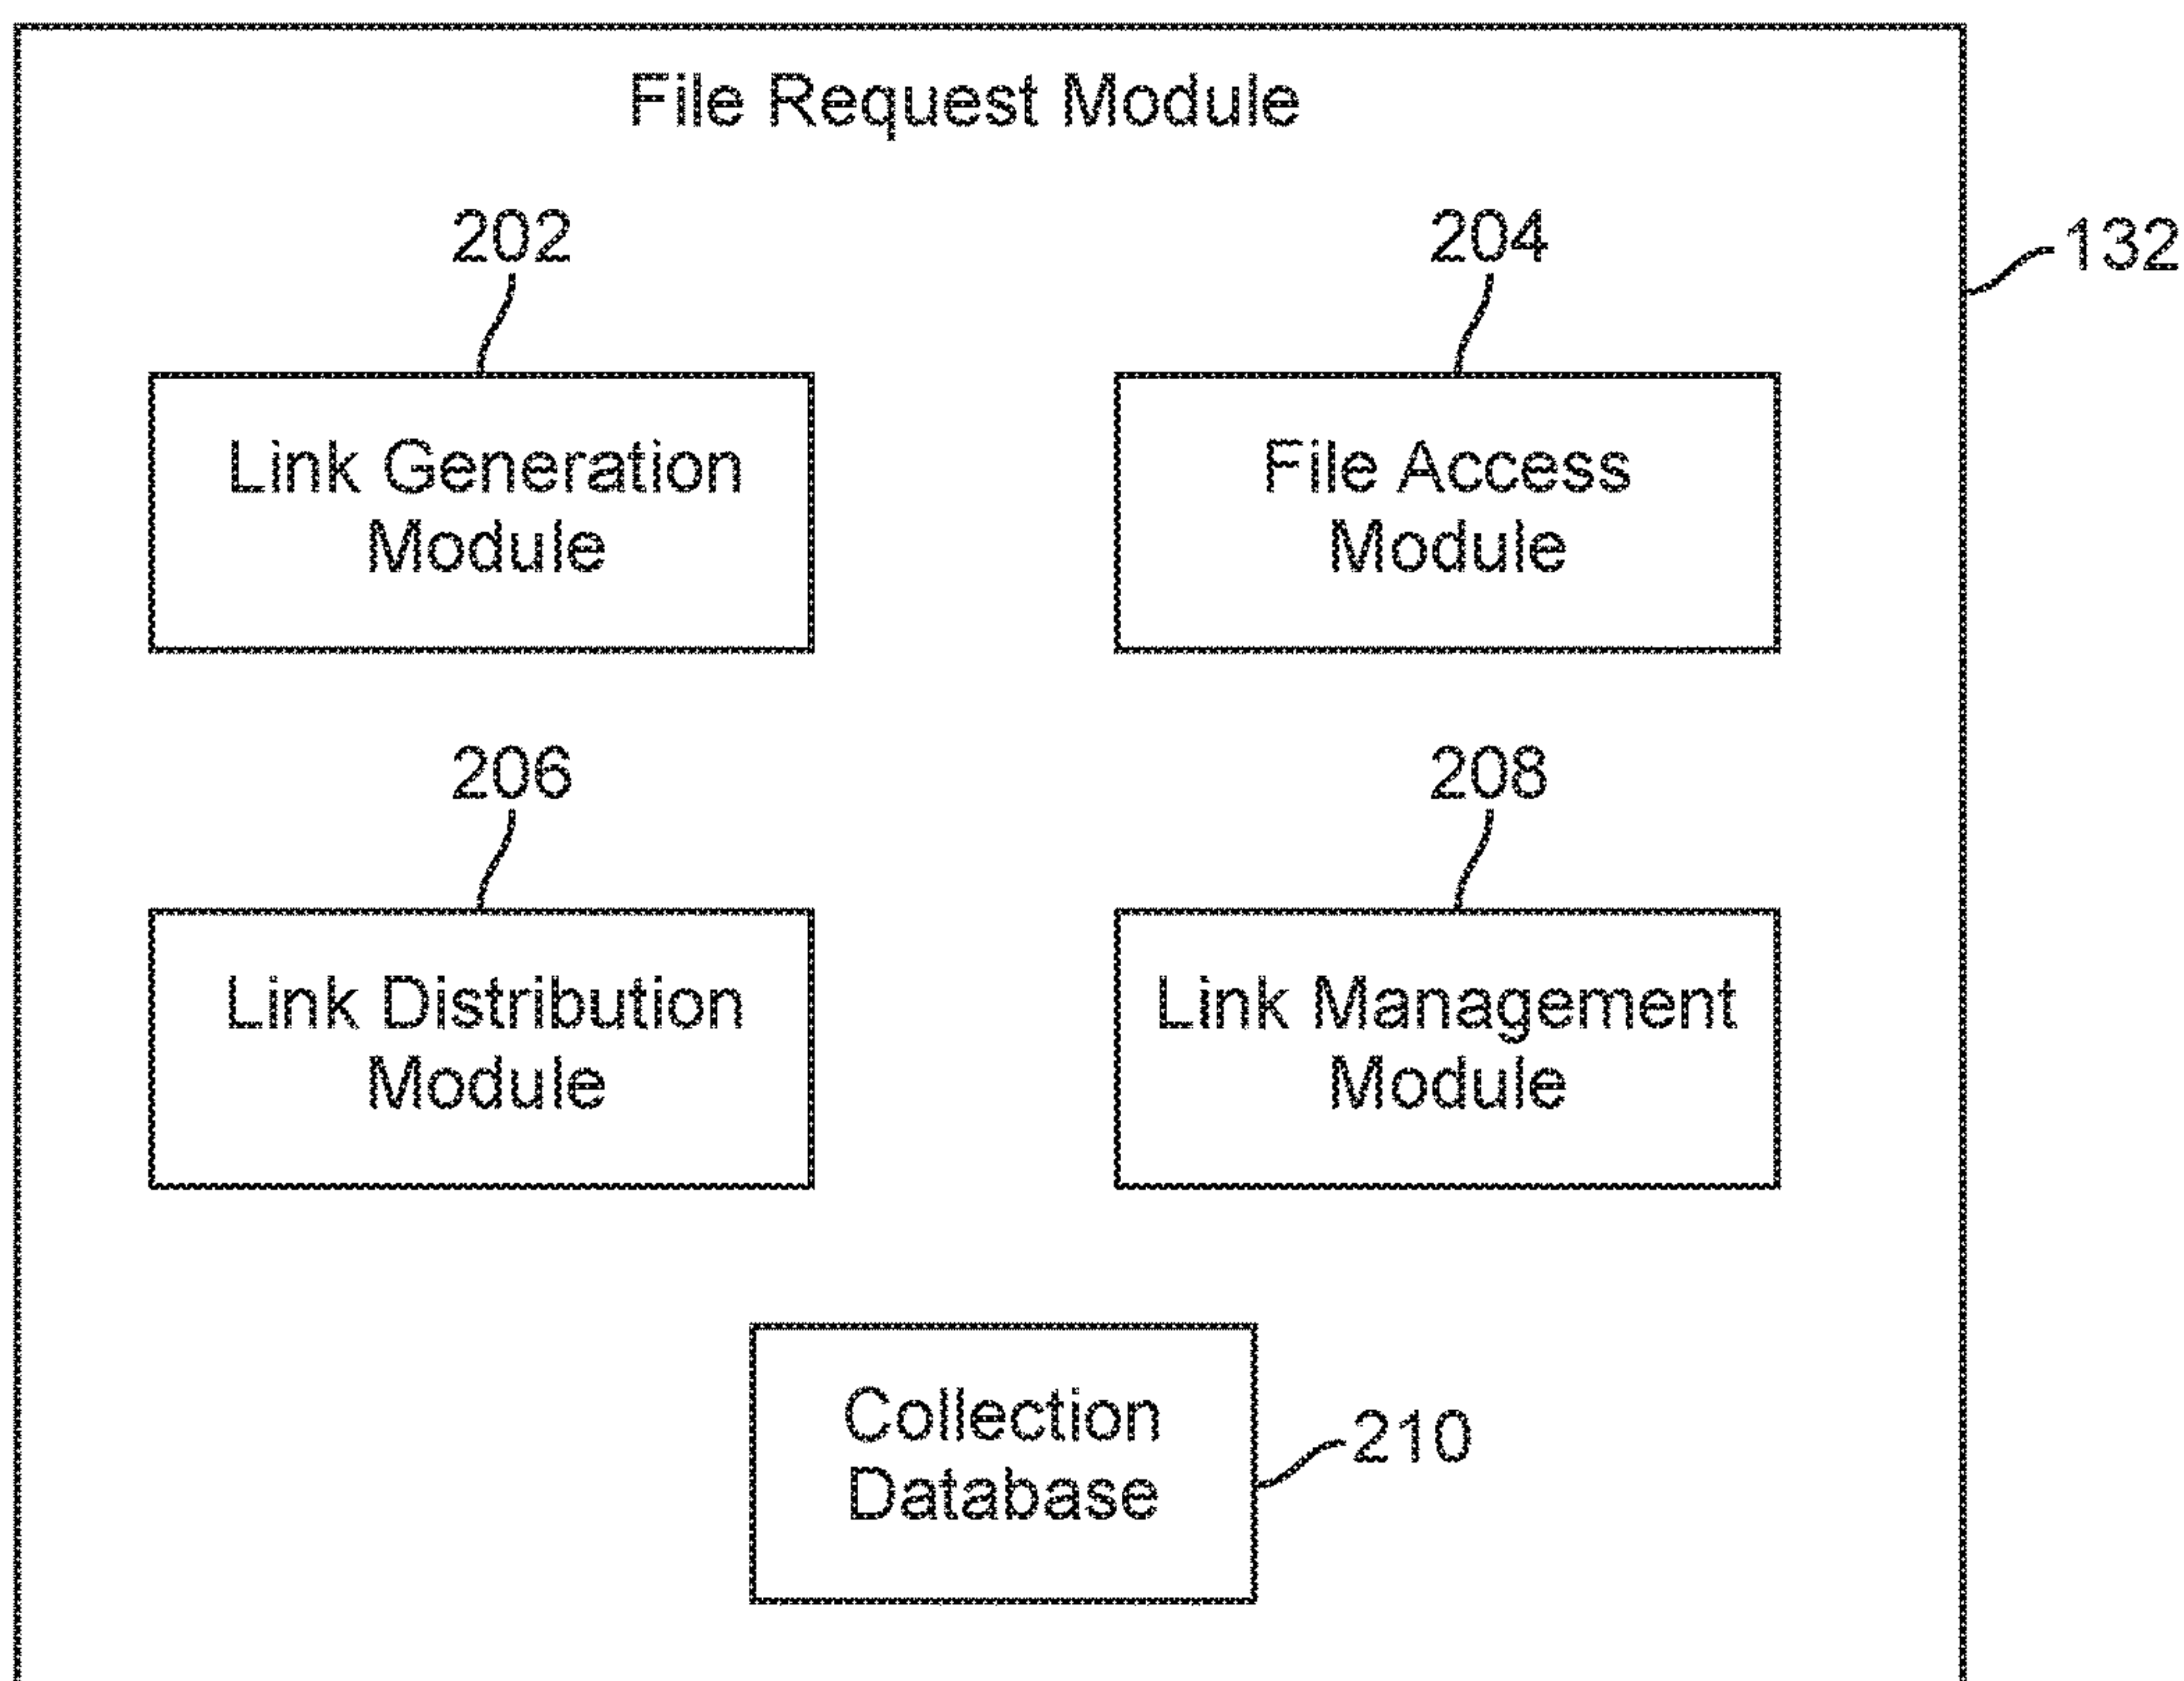 File Request Module
202
204
132
Link Generation
Module
File Access
Module
206
208
Link Distribution
Module
Link Management
Module
Collection
Database
210